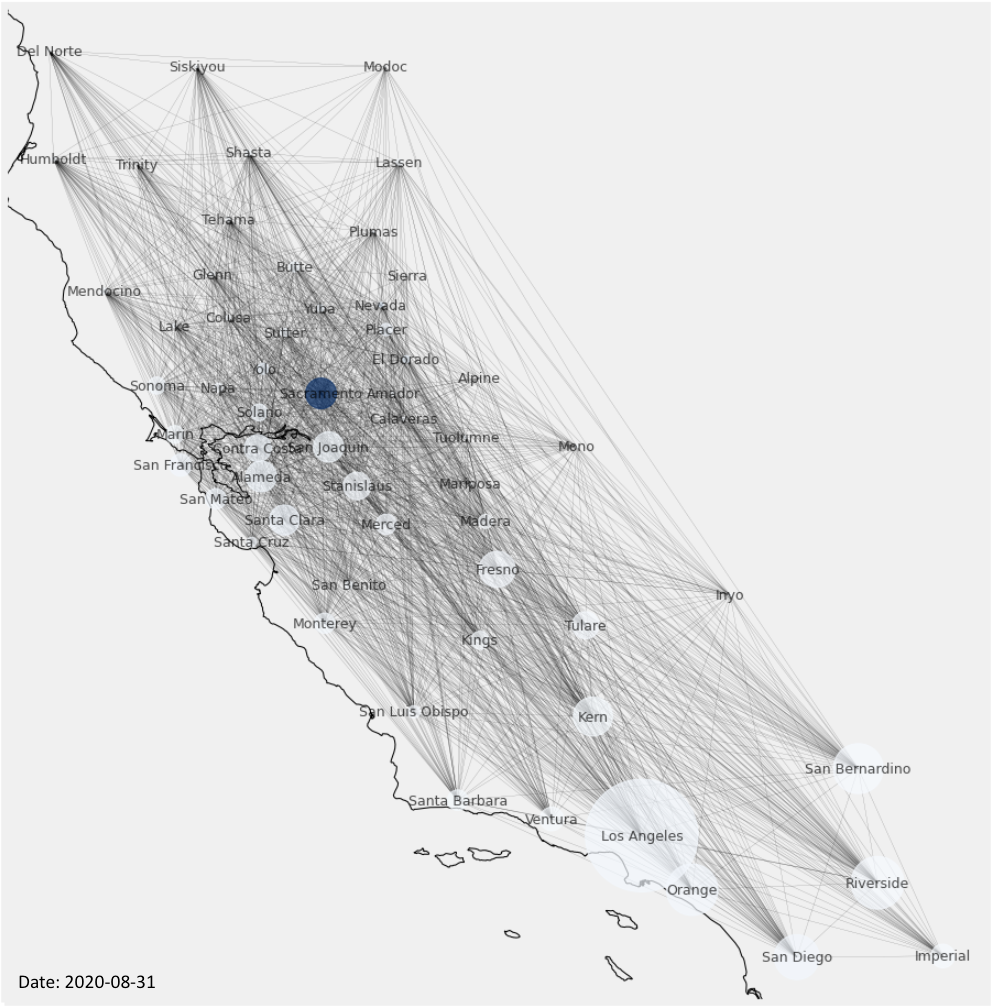 Del Norte
Siskiyou
Modoc
Humboldt
Trinity
Shasta
Lassen
Tehama
Plumas
Glenn
Butte
Sierra
Mendocino
Lake
Colusa
Yuba
Nevada
Sutter
Placer
Yolo
El Dorado
Sonoma
Napa
Sacramento
Amador
Alpine
Solano
Calaveras
Marin
Contra Costa
San Joaquin
Tuolumne
Mono
San Francisco
Alameda
Stanislaus
Mariposa
San Mateo
Santa Clara
Merced
Madera
Santa Cruz
Fresno
San Benito
Inyo
Monterey
Kings
Tulare
San Luis Obispo
Kern
San Bernardino
Santa Barbara
Ventura
Los Angeles
Orange
Riverside
San Diego
Imperial
Date: 2020-08-31